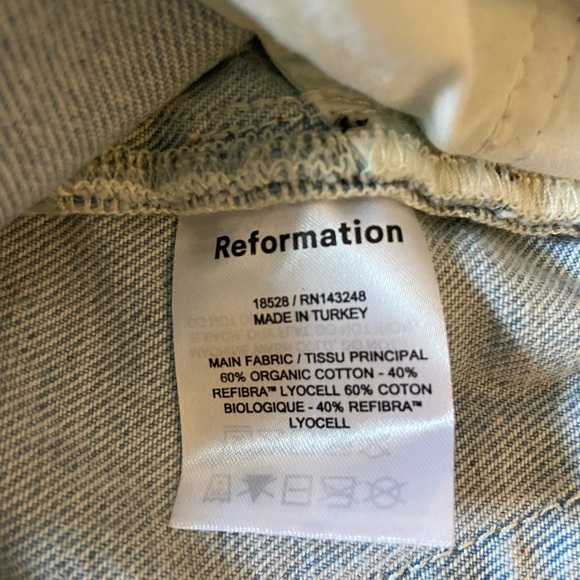 Reformation
18528 / RN143248
MADE IN TURKEY
MAIN FABRIC / TISSU PRINCIPAL
60% ORGANIC COTTON - 40%
REFIBRA™ LYOCELL 60% COTON
BIOLOGIQUE - 40% REFIBRA™
LYOCELL